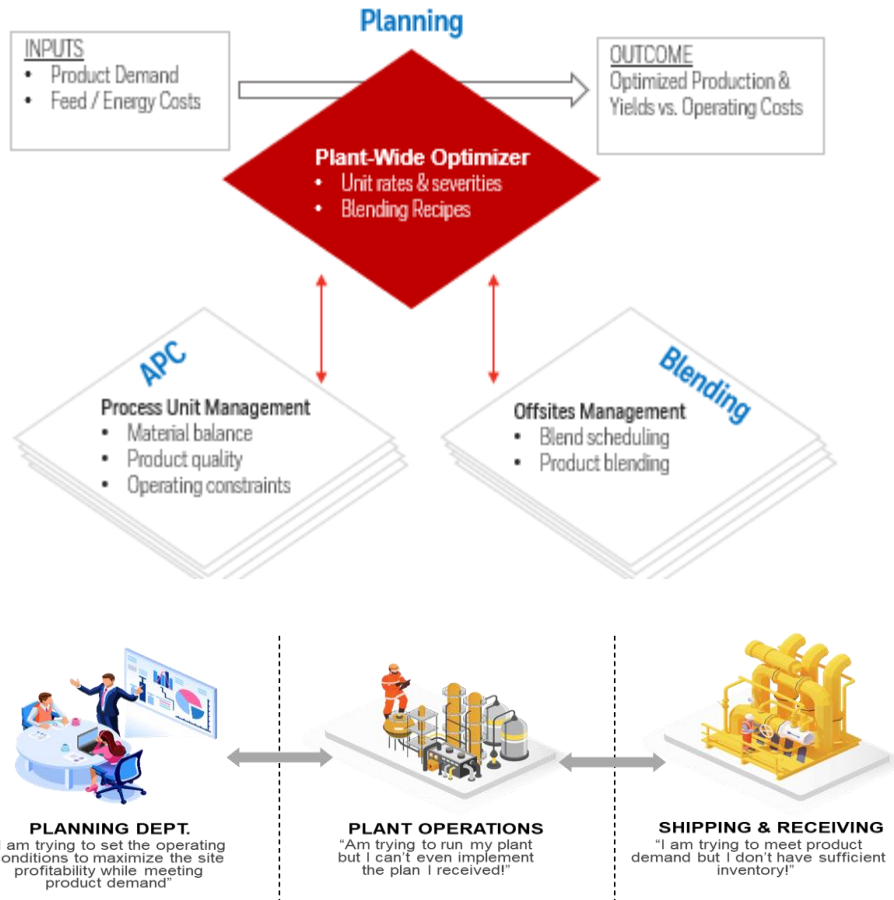 Planning
INPUTS
• Product Demand
• Feed / Energy Costs
OUTCOME
Optimized Production &
Yields vs. Operating Costs
Plant-Wide Optimizer
• Unit rates & severities
• Blending Recipes
APC
Process Unit Management
• Material balance
• Product quality
• Operating constraints
Blending
Offsites Management
• Blend scheduling
• Product blending
PLANNING DEPT.
I am trying to set the operating
onditions to maximize the site
profitability while meeting
product demand”
PLANT OPERATIONS
“Am trying to run my plant
but I can’t even implement
the plan I received!”
SHIPPING & RECEIVING
“I am trying to meet product
demand but I don’t have sufficient
inventory!”